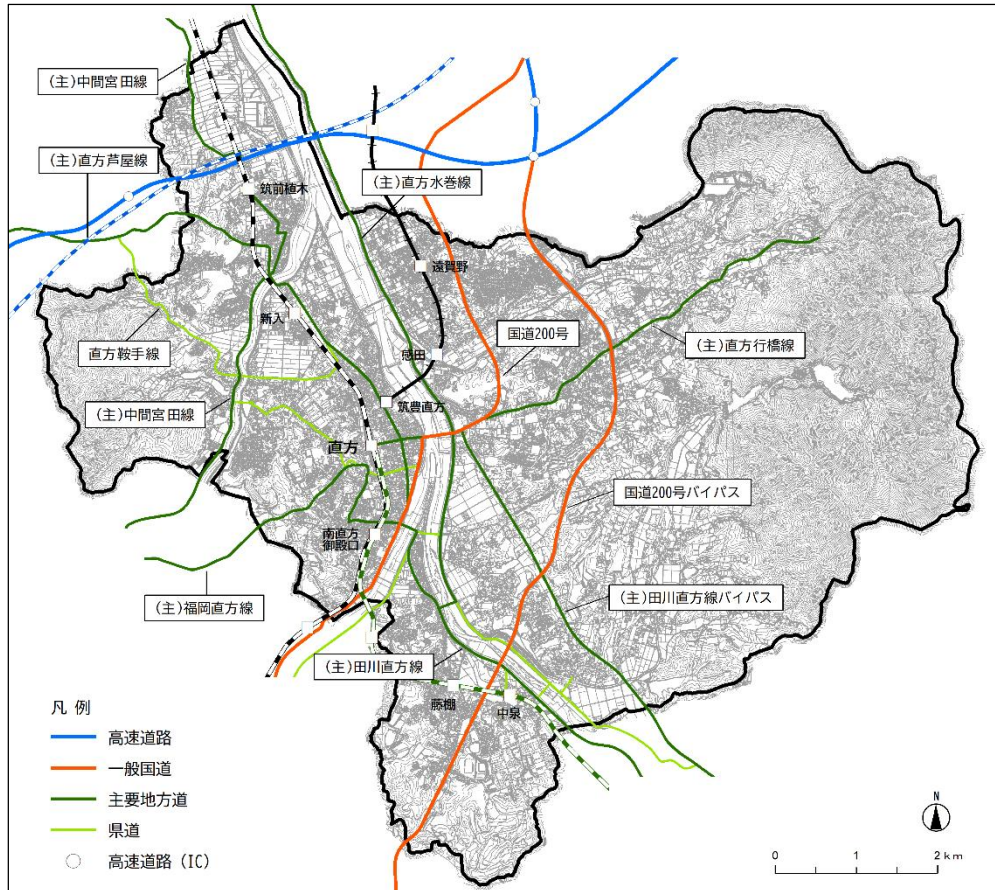 (主)中間宮田線
(主)直方芦屋線
筑前植木
(主)直方水巻線
遠賀野
新入
国道200号
(主)直方行橋線
直方鞍手線
感田
筑豊直方
(主)中間宮田線
直方
国道200号バイパス
南直方
御殿口
(主)福岡直方線
(主)田川直方線バイパス
(主)田川直方線
藤棚
中泉
凡 例
高速道路
一般国道
主要地方道
県道
高速道路（IC）
N
0 1 2 km